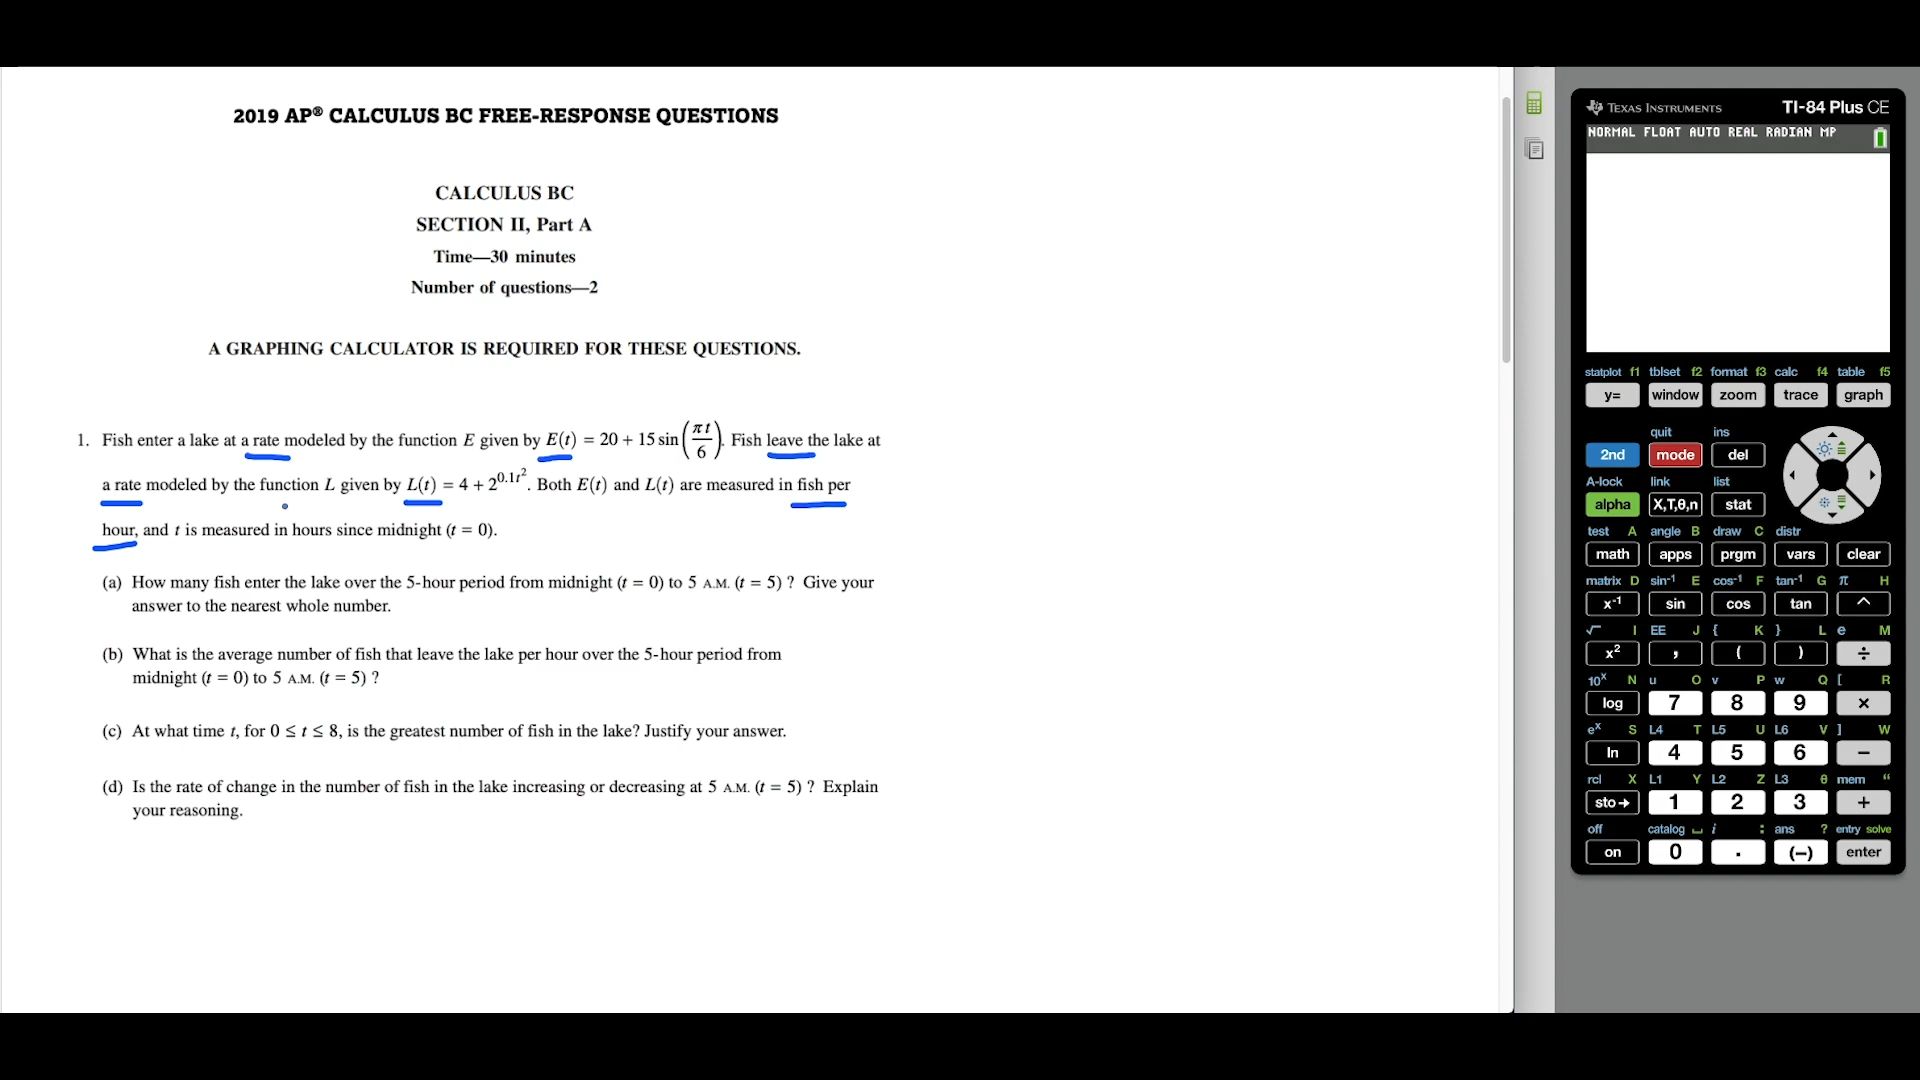 2019 AP® CALCULUS BC FREE-RESPONSE QUESTIONS
CALCULUS BC
SECTION II, Part A
Time—30 minutes
Number of questions—2
A GRAPHING CALCULATOR IS REQUIRED FOR THESE QUESTIONS.
1. Fish enter a lake at a rate modeled by the function E given by E(t) = 20 + 15 sin(πt/6). Fish leave the lake at
a rate modeled by the function L given by L(t) = 4 + 2^{0.1t²}. Both E(t) and L(t) are measured in fish per
hour, and t is measured in hours since midnight (t = 0).
(a) How many fish enter the lake over the 5-hour period from midnight (t = 0) to 5 A.M. (t = 5) ? Give your
answer to the nearest whole number.
(b) What is the average number of fish that leave the lake per hour over the 5-hour period from
midnight (t = 0) to 5 A.M. (t = 5) ?
(c) At what time t, for 0 ≤ t ≤ 8, is the greatest number of fish in the lake? Justify your answer.
(d) Is the rate of change in the number of fish in the lake increasing or decreasing at 5 A.M. (t = 5) ? Explain
your reasoning.
TEXAS INSTRUMENTS TI-84 Plus CE
NORMAL FLOAT AUTO REAL RADIAN MP
statplot f1 tblset f2 format f3 calc f4 table f5
y= window zoom trace graph
quit ins
2nd mode del
A-lock link list
alpha X,T,θ,n stat
test A angle B draw C distr
math apps prgm vars clear
matrix D sin⁻¹ E cos⁻¹ F tan⁻¹ G π H
x⁻¹ sin cos tan ^
√ I EE J { K } L e M
x² , ( ) ÷
10ˣ N u O v P w Q [ R
log 7 8 9 ×
eˣ S L4 T L5 U L6 V ] W
ln 4 5 6 −
rcl X L1 Y L2 Z L3 θ mem "
sto→ 1 2 3 +
off catalog ⎵ i : ans ? entry solve
on 0 . (−) enter